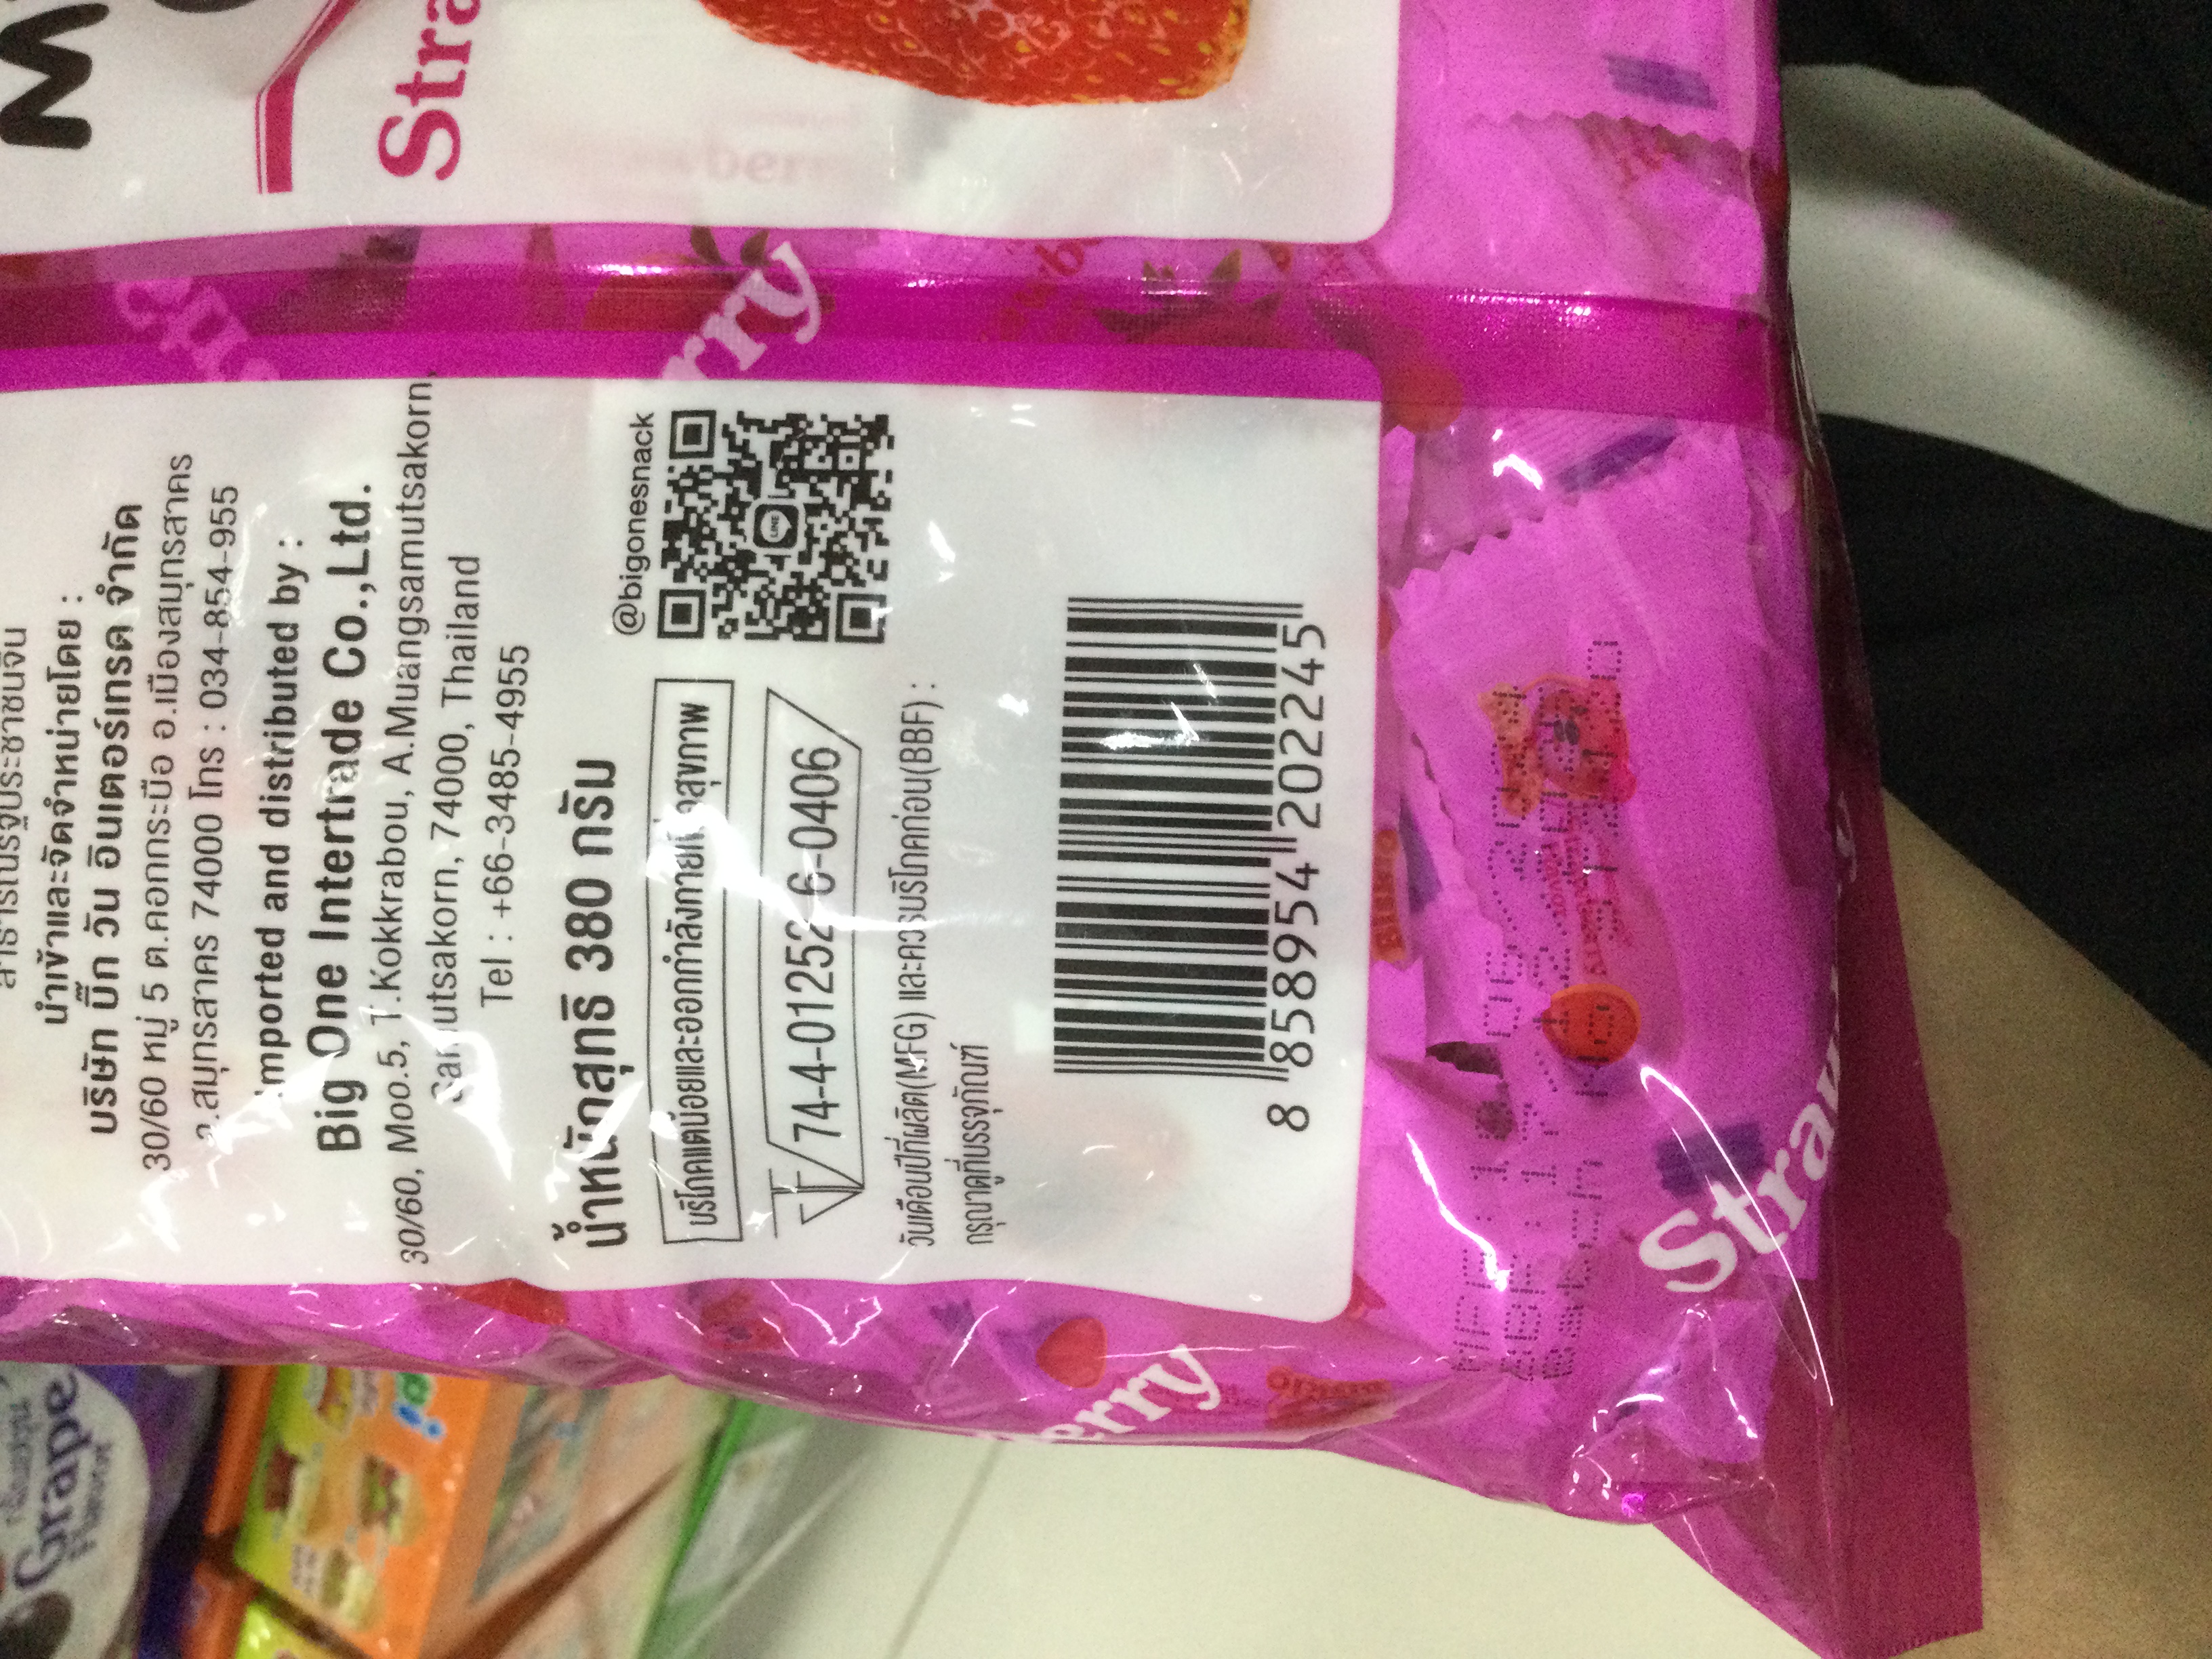 Stra
นำเข้าและจัดจำหน่ายโดย :
บริษัท บิ๊ก วัน อินเตอร์เทรด จำกัด
30/60 หมู่ 5 ต.คอกกระบือ อ.เมืองสมุทรสาคร
จ.สมุทรสาคร 74000 โทร : 034-854-955
Imported and distributed by :
Big One Intertrade Co.,Ltd.
30/60, Moo.5, T.Kokkrabou, A.Muangsamutsakorn,
utsakorn, 74000, Thailand
Tel : +66-3485-4955
น้ำหนักสุทธิ 380 กรัม
@bigonesnack
LINE
บริโภคแต่น้อยและออกกำลังกายเพื่อสุขภาพ
74-4-01252-6-0406
วันเดือนปีที่ผลิต(MFG) และควรบริโภคก่อน(BBF) :
กรุณาดูที่บรรจุภัณฑ์
8 858954 202245
rry
erry
Straw
Grape